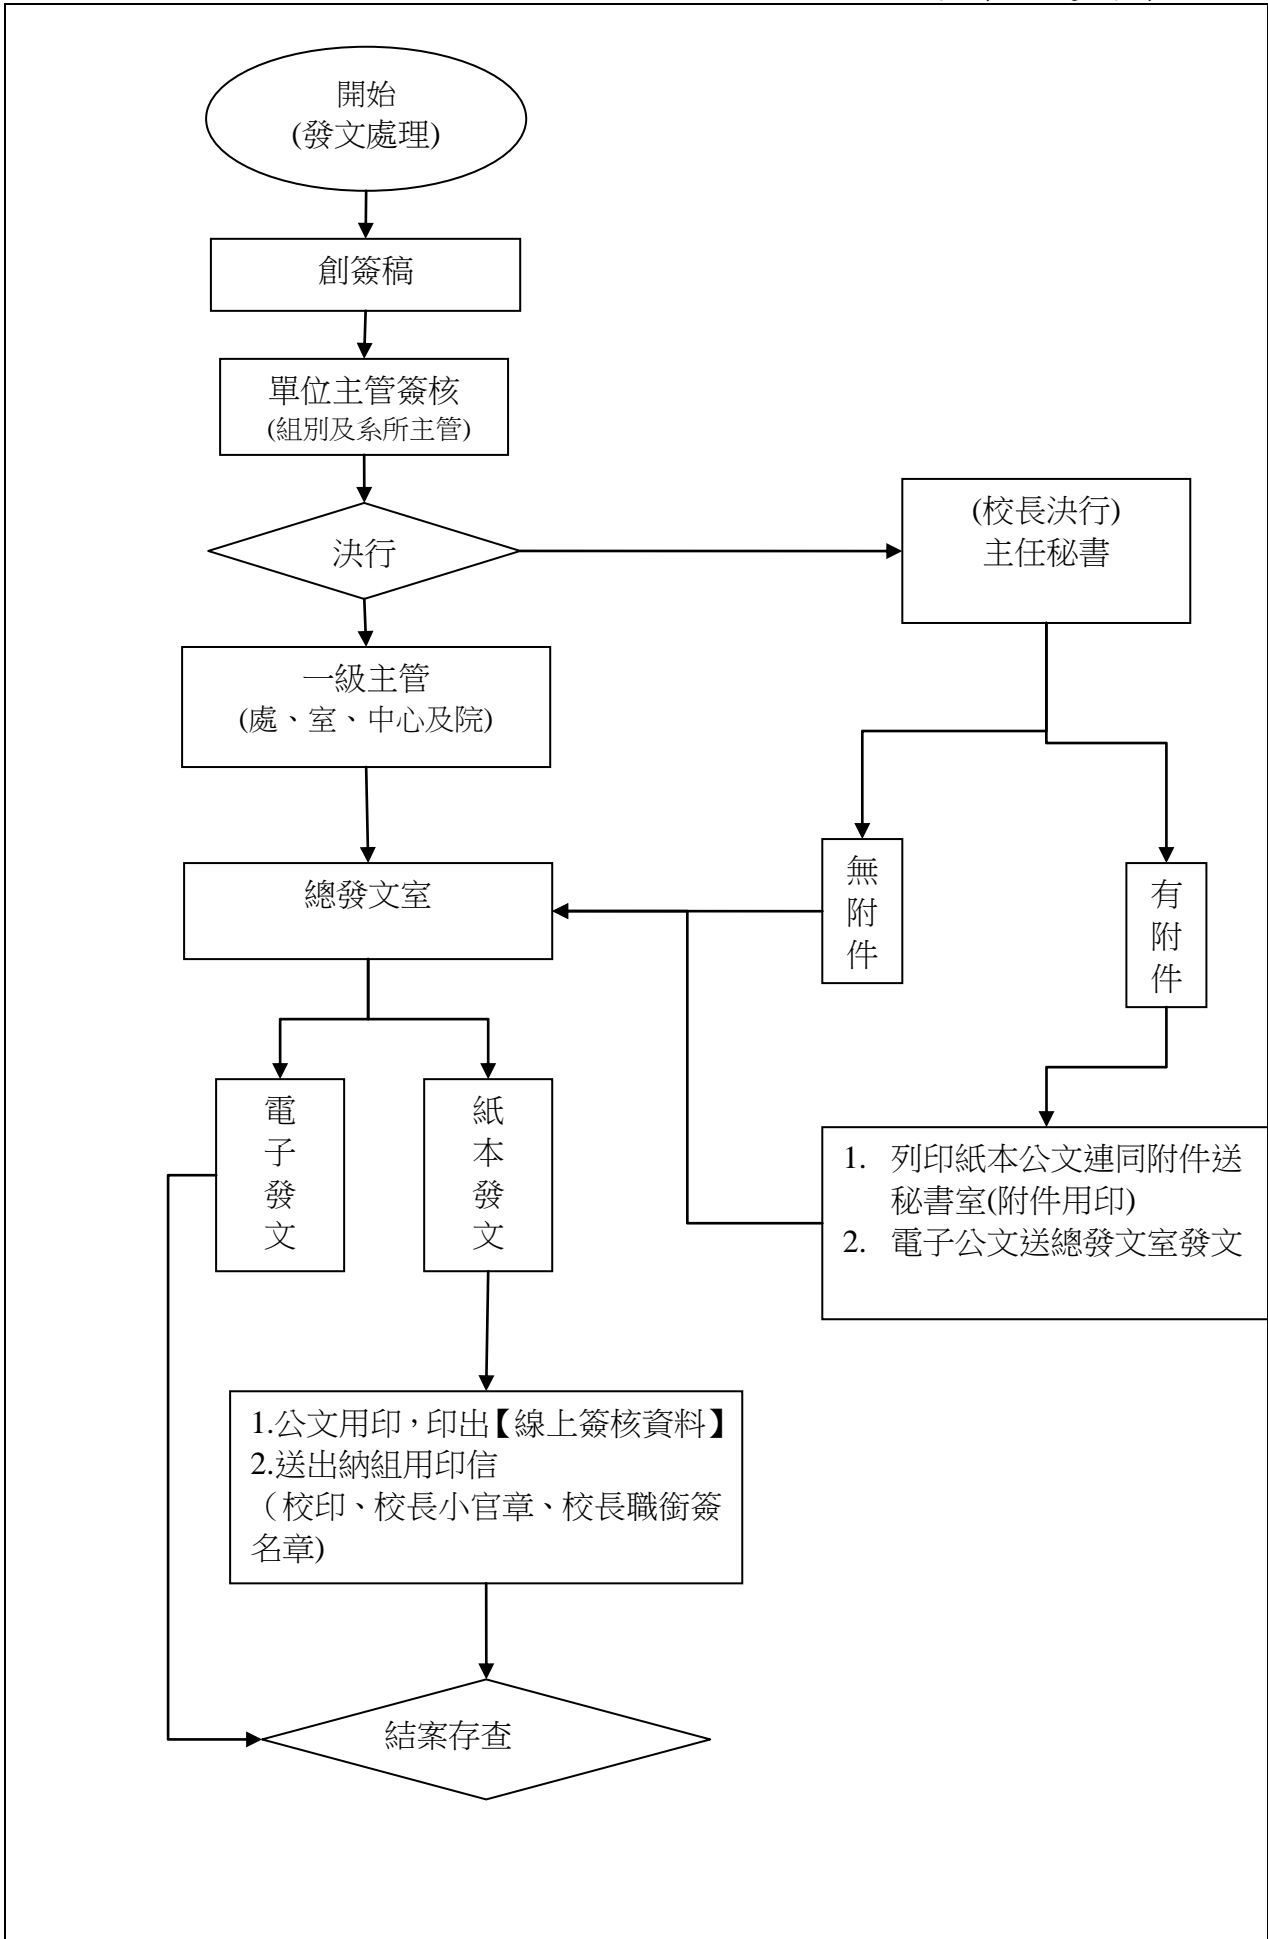 開始
(發文處理)
創簽稿
單位主管簽核
(組別及系所主管)
決行
(校長決行)
主任秘書
一級主管
(處、室、中心及院)
總發文室
無
附
件
有
附
件
電
子
發
文
紙
本
發
文
1. 列印紙本公文連同附件送
秘書室(附件用印)
2. 電子公文送總發文室發文
1.公文用印，印出【線上簽核資料】
2.送出納組用印信
（校印、校長小官章、校長職銜簽
名章)
結案存查